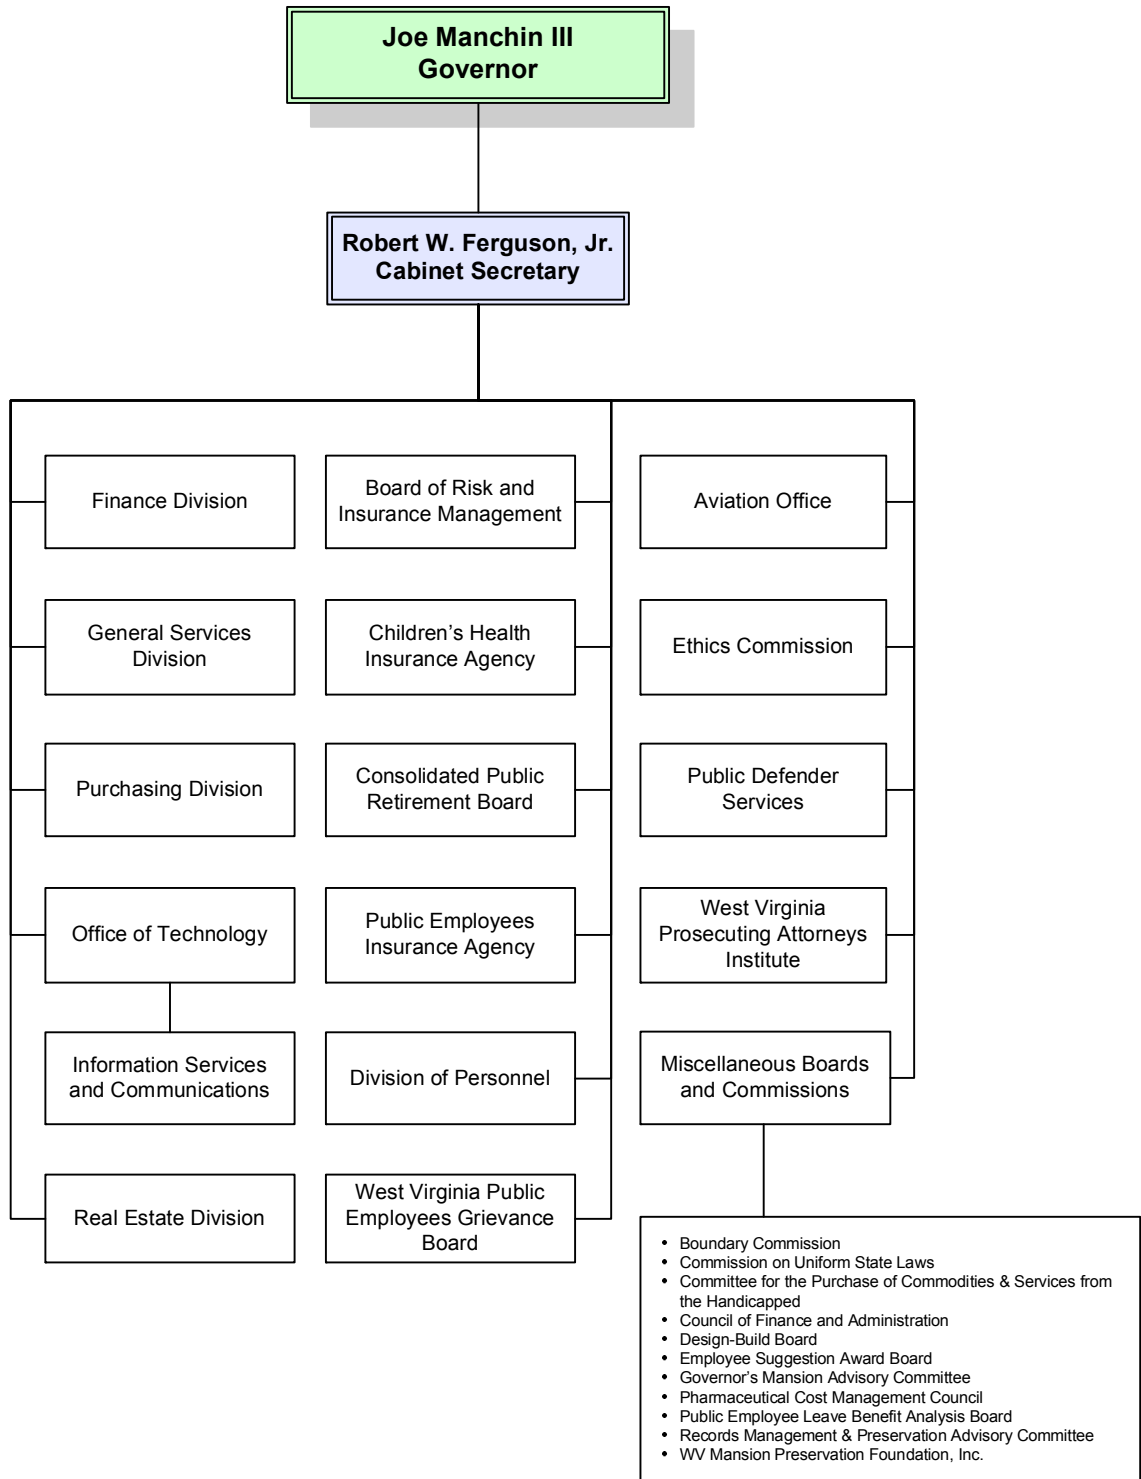 Joe Manchin III
Governor
Robert W. Ferguson, Jr.
Cabinet Secretary
Finance Division
Board of Risk and
Insurance Management
Aviation Office
General Services
Division
Children's Health
Insurance Agency
Ethics Commission
Purchasing Division
Consolidated Public
Retirement Board
Public Defender
Services
Office of Technology
Public Employees
Insurance Agency
West Virginia
Prosecuting Attorneys
Institute
Information Services
and Communications
Division of Personnel
Miscellaneous Boards
and Commissions
Real Estate Division
West Virginia Public
Employees Grievance
Board
• Boundary Commission
• Commission on Uniform State Laws
• Committee for the Purchase of Commodities & Services from
the Handicapped
• Council of Finance and Administration
• Design-Build Board
• Employee Suggestion Award Board
• Governor's Mansion Advisory Committee
• Pharmaceutical Cost Management Council
• Public Employee Leave Benefit Analysis Board
• Records Management & Preservation Advisory Committee
• WV Mansion Preservation Foundation, Inc.